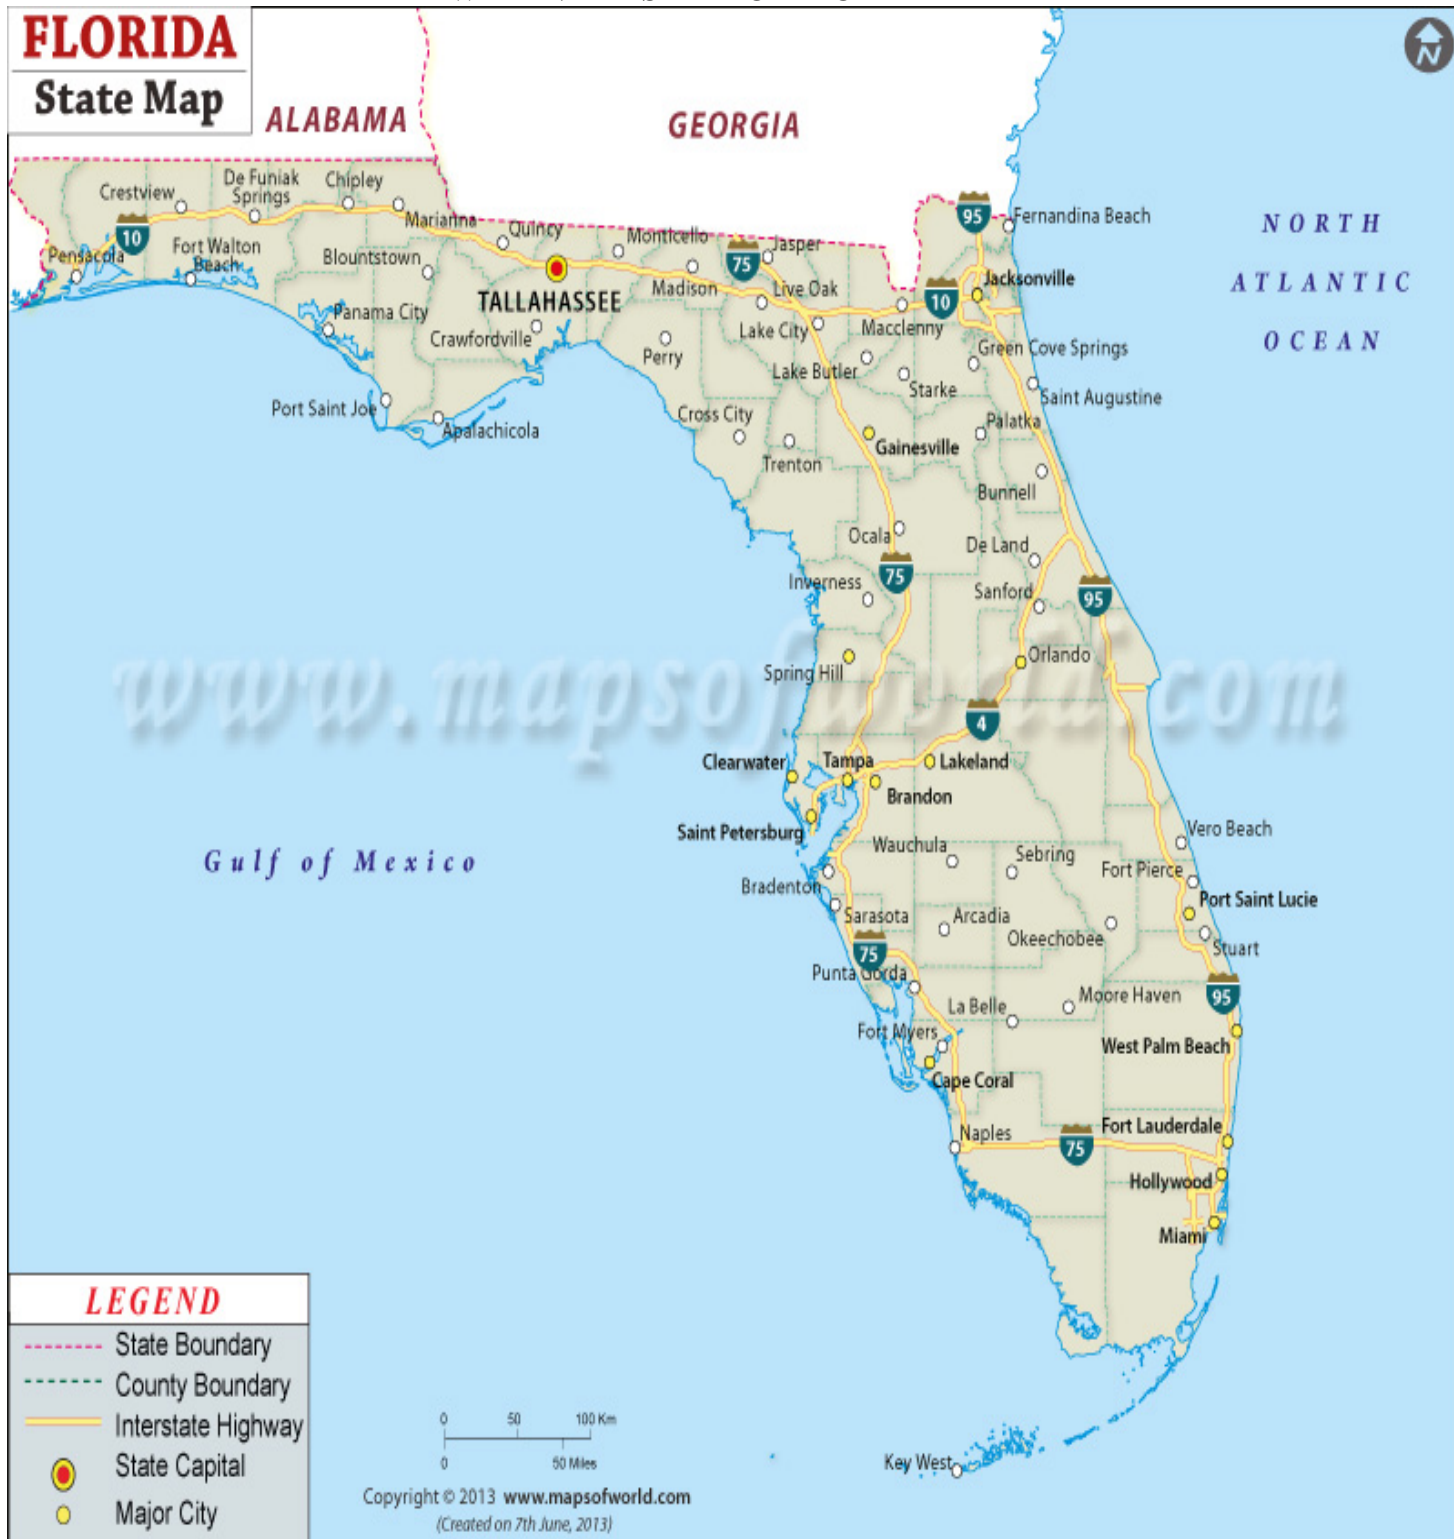 FLORIDA
State Map
N
ALABAMA
GEORGIA
Crestview
De Funiak
Springs
Chipley
Marianna
Quincy
Monticello
Jasper
95
Fernandina Beach
NORTH
ATLANTIC
OCEAN
10
Pensacola
Fort Walton
Beach
Blountstown
TALLAHASSEE
Madison
75
Live Oak
10
Jacksonville
Panama City
Crawfordville
Perry
Lake City
Macclenny
Lake Butler
Starke
Green Cove Springs
Saint Augustine
Port Saint Joe
Apalachicola
Cross City
Trenton
Gainesville
Palatka
Bunnell
Ocala
De Land
75
Inverness
Sanford
95
Spring Hill
Orlando
www.mapsofworld.com
4
Clearwater
Tampa
Lakeland
Brandon
Saint Petersburg
Gulf of Mexico
Wauchula
Sebring
Vero Beach
Fort Pierce
Bradenton
Port Saint Lucie
Sarasota
Arcadia
Okeechobee
Stuart
75
Punta Gorda
La Belle
Moore Haven
95
Fort Myers
West Palm Beach
Cape Coral
Naples
75
Fort Lauderdale
Hollywood
Miami
Key West
LEGEND
State Boundary
County Boundary
Interstate Highway
State Capital
Major City
0 50 100 Km
0 50 Miles
Copyright © 2013 www.mapsofworld.com
(Created on 7th June, 2013)